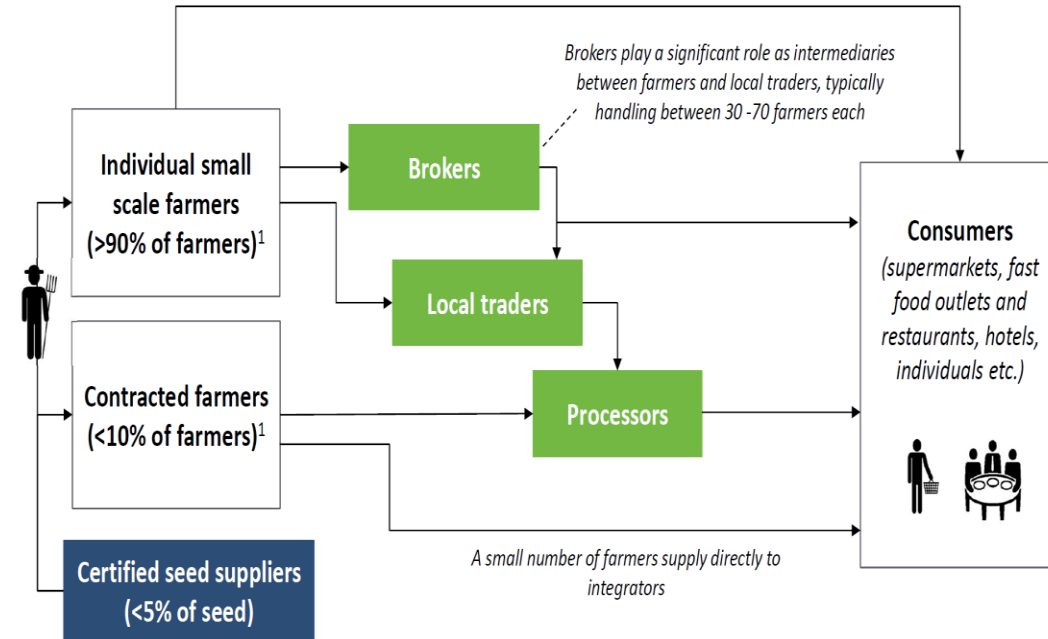 Brokers play a significant role as intermediaries
between farmers and local traders, typically
handling between 30 -70 farmers each
Individual small
scale farmers
(>90% of farmers)1
Brokers
Local traders
Consumers
(supermarkets, fast
food outlets and
restaurants, hotels,
individuals etc.)
Contracted farmers
(<10% of farmers)1
Processors
A small number of farmers supply directly to
integrators
Certified seed suppliers
(<5% of seed)